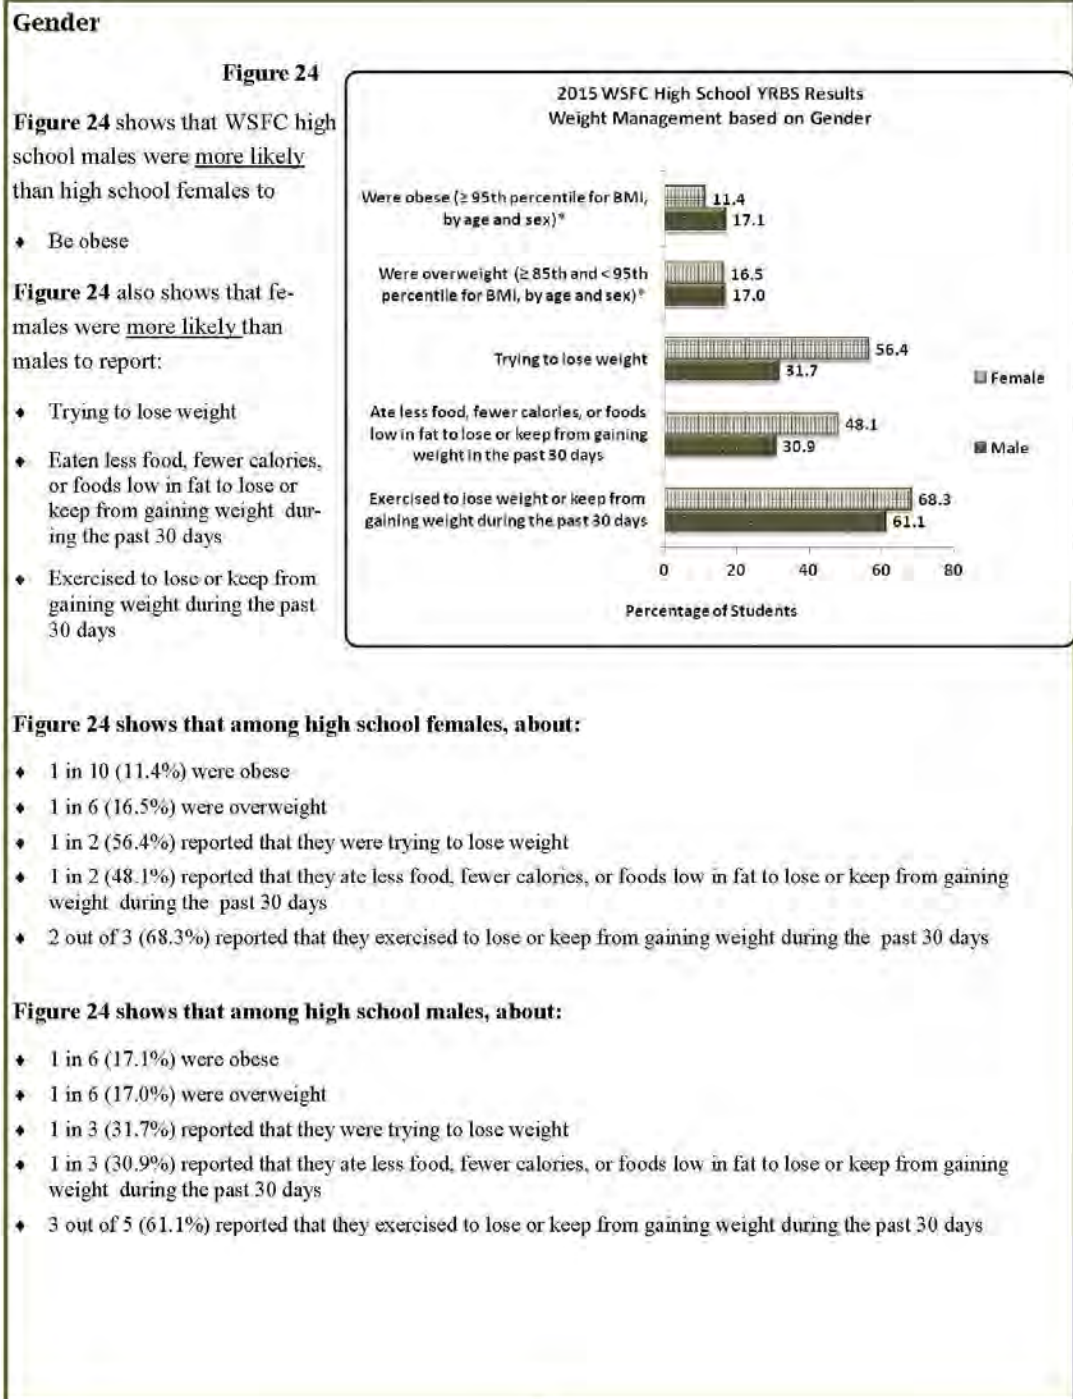 Gender
Figure 24
Figure 24 shows that WSFC high
school males were more likely
than high school females to
♦ Be obese
Figure 24 also shows that fe-
males were more likely than
males to report:
♦ Trying to lose weight
♦ Eaten less food, fewer calories,
or foods low in fat to lose or
keep from gaining weight dur-
ing the past 30 days
♦ Exercised to lose or keep from
gaining weight during the past
30 days
2015 WSFC High School YRBS Results
Weight Management based on Gender
Were obese (≥ 95th percentile for BMI,
by age and sex)*
11.4
17.1
Were overweight (≥ 85th and < 95th
percentile for BMI, by age and sex)*
16.5
17.0
Trying to lose weight
56.4
31.7
Ate less food, fewer calories, or foods
low in fat to lose or keep from gaining
weight in the past 30 days
48.1
30.9
Exercised to lose weight or keep from
gaining weight during the past 30 days
68.3
61.1
Female
Male
0 20 40 60 80
Percentage of Students
Figure 24 shows that among high school females, about:
♦ 1 in 10 (11.4%) were obese
♦ 1 in 6 (16.5%) were overweight
♦ 1 in 2 (56.4%) reported that they were trying to lose weight
♦ 1 in 2 (48.1%) reported that they ate less food, fewer calories, or foods low in fat to lose or keep from gaining
weight during the past 30 days
♦ 2 out of 3 (68.3%) reported that they exercised to lose or keep from gaining weight during the past 30 days
Figure 24 shows that among high school males, about:
♦ 1 in 6 (17.1%) were obese
♦ 1 in 6 (17.0%) were overweight
♦ 1 in 3 (31.7%) reported that they were trying to lose weight
♦ 1 in 3 (30.9%) reported that they ate less food, fewer calories, or foods low in fat to lose or keep from gaining
weight during the past 30 days
♦ 3 out of 5 (61.1%) reported that they exercised to lose or keep from gaining weight during the past 30 days